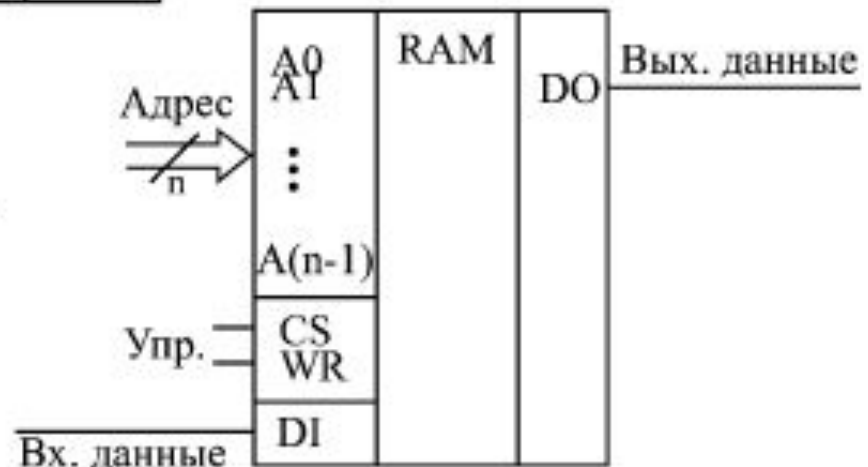 A0
A1
A(n-1)
RAM
DO
Вых. данные
Адрес
n
Упр.
CS
WR
DI
Вх. данные